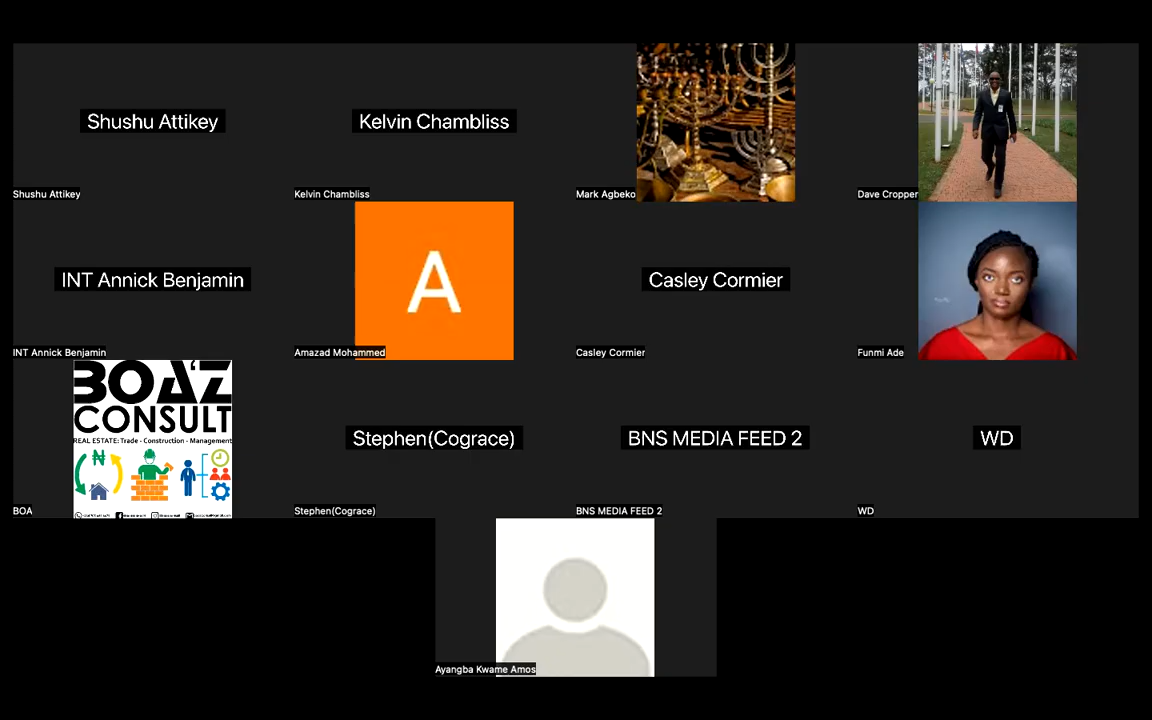 Shushu Attikey
Shushu Attikey
Kelvin Chambliss
Kelvin Chambliss
Mark Agbeko
Dave Cropper
INT Annick Benjamin
INT Annick Benjamin
A
Amazad Mohammed
Casley Cormier
Casley Cormier
Funmi Ade
BOA'Z
CONSULT
REAL ESTATE: Trade - Construction - Management
₦
BOA
Stephen(Cograce)
Stephen(Cograce)
BNS MEDIA FEED 2
BNS MEDIA FEED 2
WD
WD
Ayangba Kwame Amos